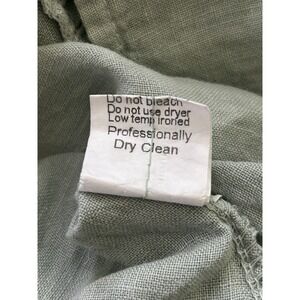 Do not bleach
Do not use dryer
Low temp ironed
Professionally
Dry Clean